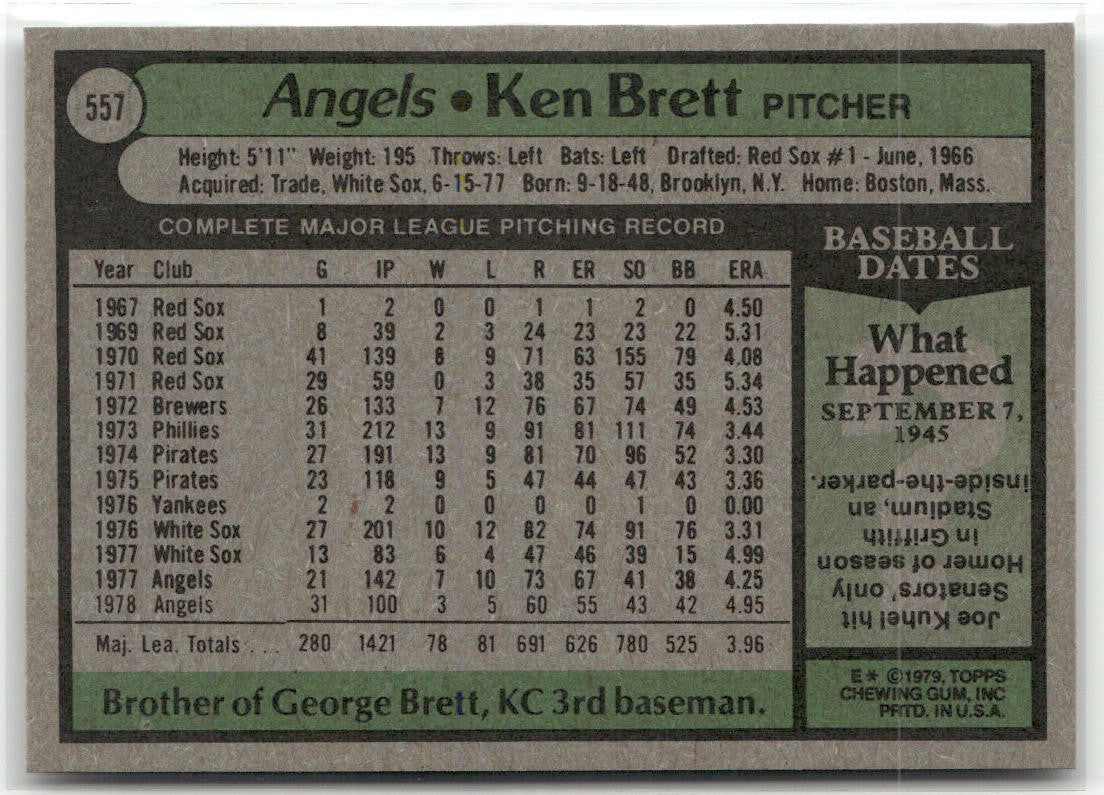 557
Angels • Ken Brett PITCHER
Height: 5'11" Weight: 195 Throws: Left Bats: Left Drafted: Red Sox #1 - June, 1966
Acquired: Trade, White Sox, 6-15-77 Born: 9-18-48, Brooklyn, N.Y. Home: Boston, Mass.
COMPLETE MAJOR LEAGUE PITCHING RECORD
Year Club G IP W L R ER SO BB ERA
1967 Red Sox 1 2 0 0 1 1 2 0 4.50
1969 Red Sox 8 39 2 3 24 23 23 22 5.31
1970 Red Sox 41 139 8 9 71 63 155 79 4.08
1971 Red Sox 29 59 0 3 38 35 57 35 5.34
1972 Brewers 26 133 7 12 76 67 74 49 4.53
1973 Phillies 31 212 13 9 91 81 111 74 3.44
1974 Pirates 27 191 13 9 81 70 96 52 3.30
1975 Pirates 23 118 9 5 47 44 47 43 3.36
1976 Yankees 2 2 0 0 0 0 1 0 0.00
1976 White Sox 27 201 10 12 82 74 91 76 3.31
1977 White Sox 13 83 6 4 47 46 39 15 4.99
1977 Angels 21 142 7 10 73 67 41 38 4.25
1978 Angels 31 100 3 5 60 55 43 42 4.95
Maj. Lea. Totals . . . 280 1421 78 81 691 626 780 525 3.96
Brother of George Brett, KC 3rd baseman.
BASEBALL
DATES
What
Happened
SEPTEMBER 7,
1945
Joe Kuhel hit
Senators' only
Homer of season
in Griffith
Stadium, an
inside-the-parker.
E* ©1979, TOPPS
CHEWING GUM, INC
PRTD. IN U.S.A.